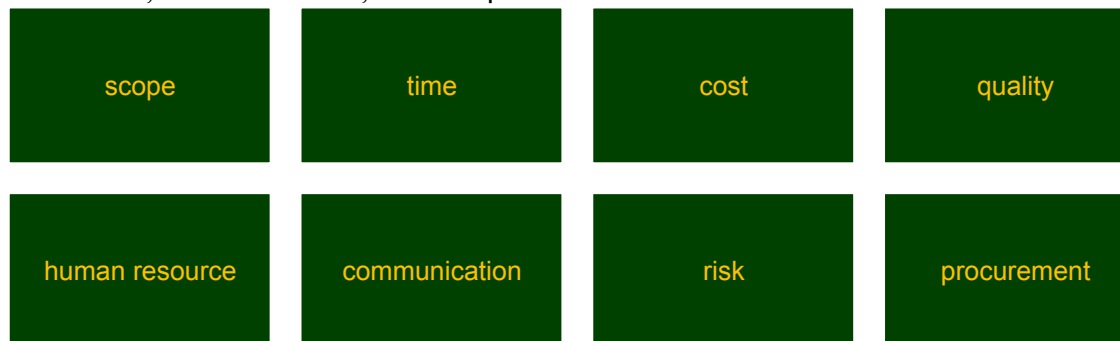 scope
time
cost
quality
human resource
communication
risk
procurement